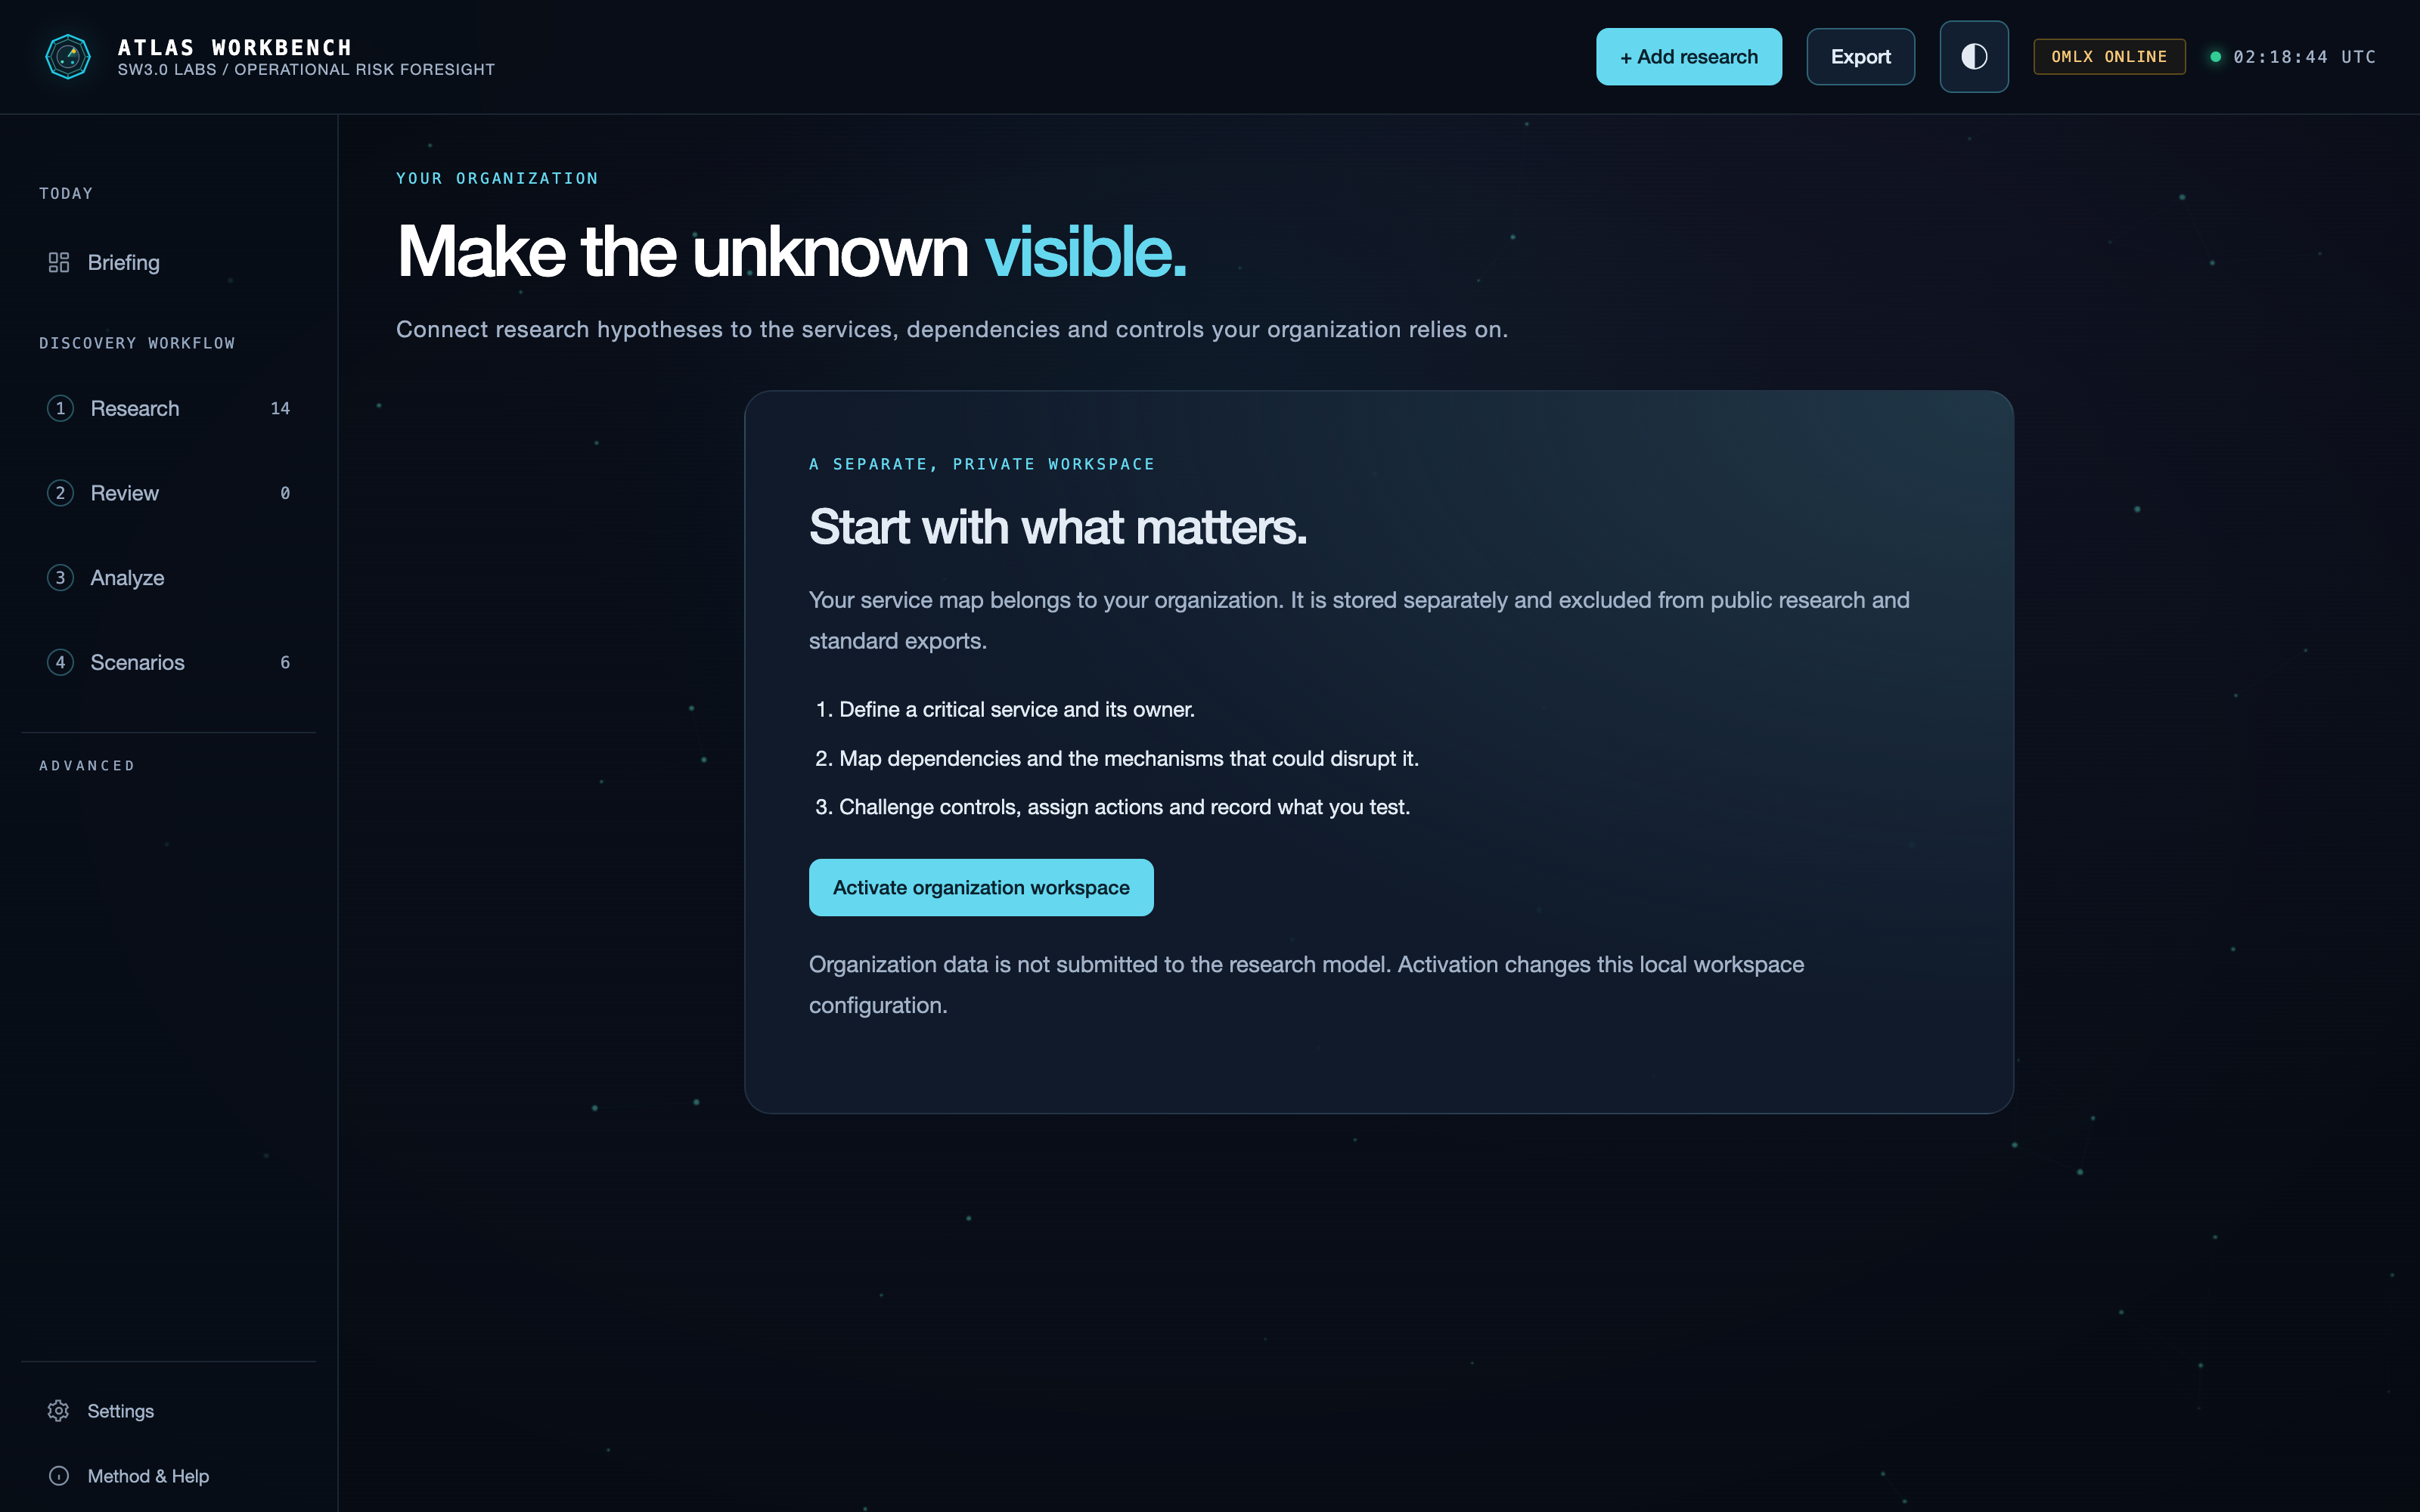 ATLAS WORKBENCH
SW3.0 LABS / OPERATIONAL RISK FORESIGHT
+ Add research
Export
OMLX ONLINE
02:18:44 UTC
TODAY
Briefing
DISCOVERY WORKFLOW
1 Research 14
2 Review 0
3 Analyze
4 Scenarios 6
ADVANCED
Settings
Method & Help
YOUR ORGANIZATION
Make the unknown visible.
Connect research hypotheses to the services, dependencies and controls your organization relies on.
A SEPARATE, PRIVATE WORKSPACE
Start with what matters.
Your service map belongs to your organization. It is stored separately and excluded from public research and
standard exports.
1. Define a critical service and its owner.
2. Map dependencies and the mechanisms that could disrupt it.
3. Challenge controls, assign actions and record what you test.
Activate organization workspace
Organization data is not submitted to the research model. Activation changes this local workspace
configuration.